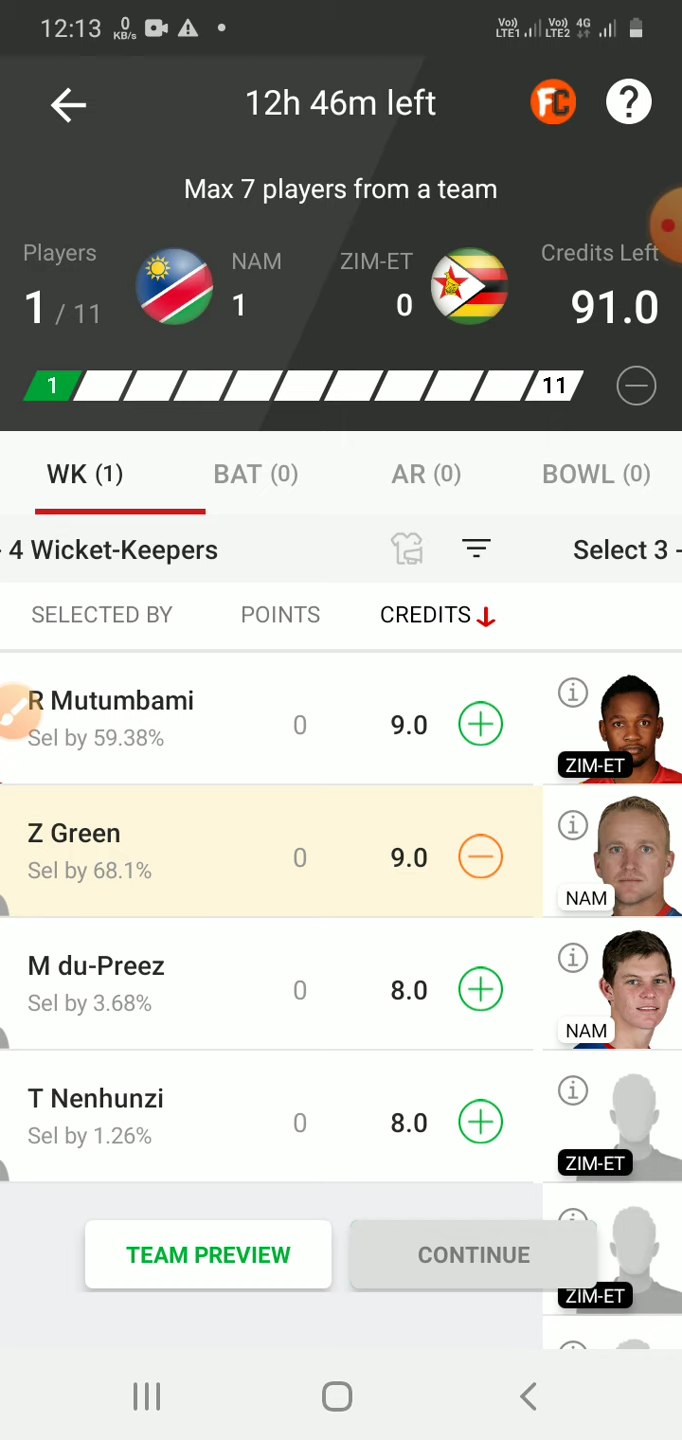 12:13 0 KB/s Vo) LTE1 Vo) LTE2 4G
12h 46m left FC ?
Max 7 players from a team
Players NAM ZIM-ET Credits Left
1 / 11 1 0 91.0
1 11
WK (1) BAT (0) AR (0) BOWL (0)
- 4 Wicket-Keepers Select 3 -
SELECTED BY POINTS CREDITS
R Mutumbami
Sel by 59.38% 0 9.0
ZIM-ET
Z Green
Sel by 68.1% 0 9.0
NAM
M du-Preez
Sel by 3.68% 0 8.0
NAM
T Nenhunzi
Sel by 1.26% 0 8.0
ZIM-ET
TEAM PREVIEW CONTINUE
ZIM-ET